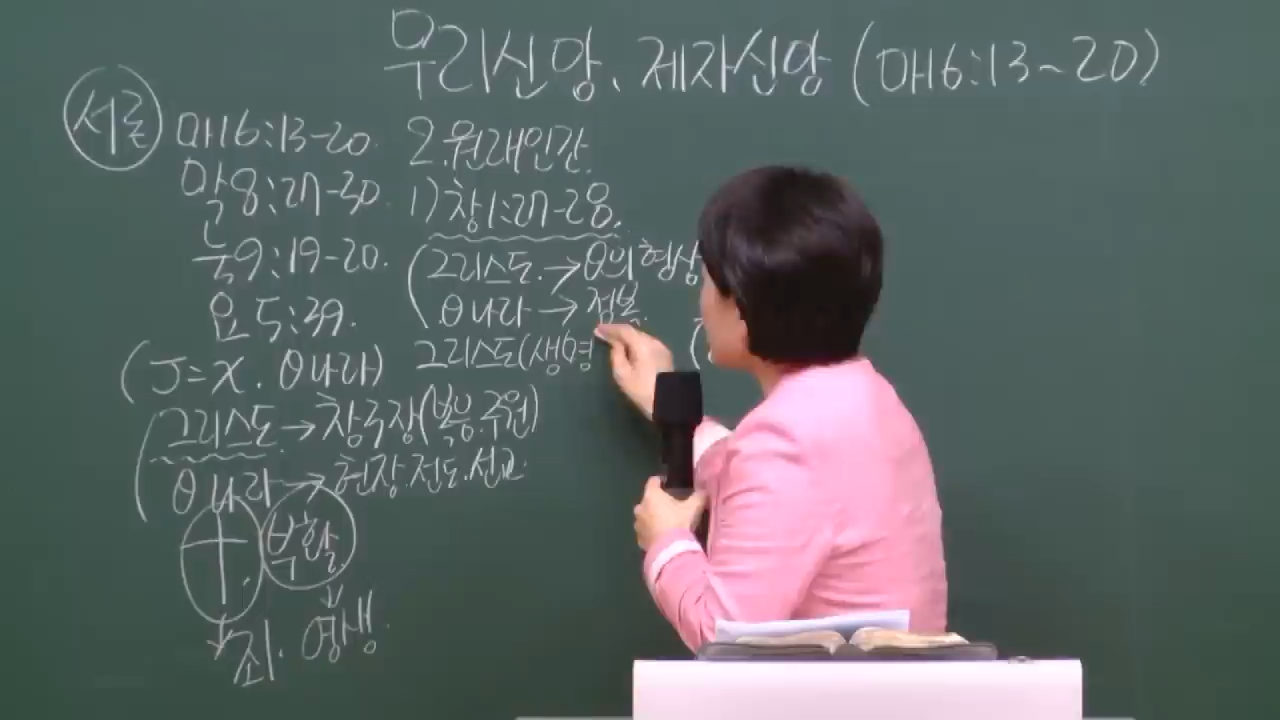 우리신앙、제자신앙 (마16:13~20)
서론
마16:13-20.
막8:27-30.
눅9:19-20.
요5:39.
(J=X. θ나라)
그리스도→창3장(복음.구원)
θ나라→현장.전도.선교
부활
죄. 영생.
2.원래인간.
1)창1:27-28.
그리스도.→θ의형상
θ나라→정복.
그리스도(생명